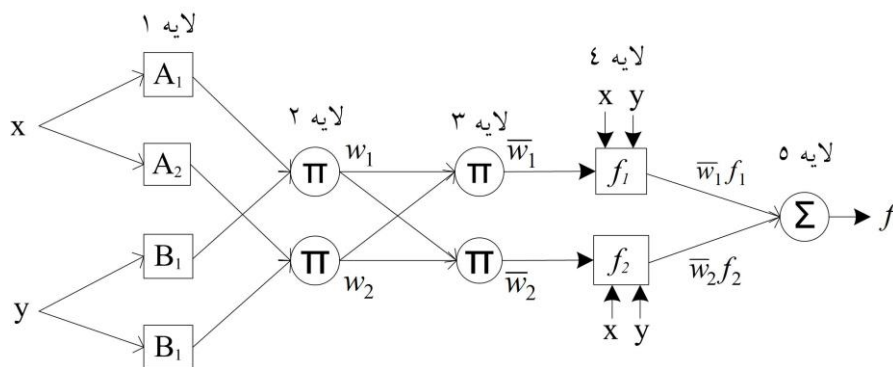 لایه ۱
لایه ۲
لایه ۳
لایه ٤
لایه ٥
x
y
A₁
A₂
B₁
B₁
Π
Π
w₁
w₂
Π
Π
w̅₁
w̅₂
x y
f₁
f₂
x y
w̅₁f₁
w̅₂f₂
Σ
f